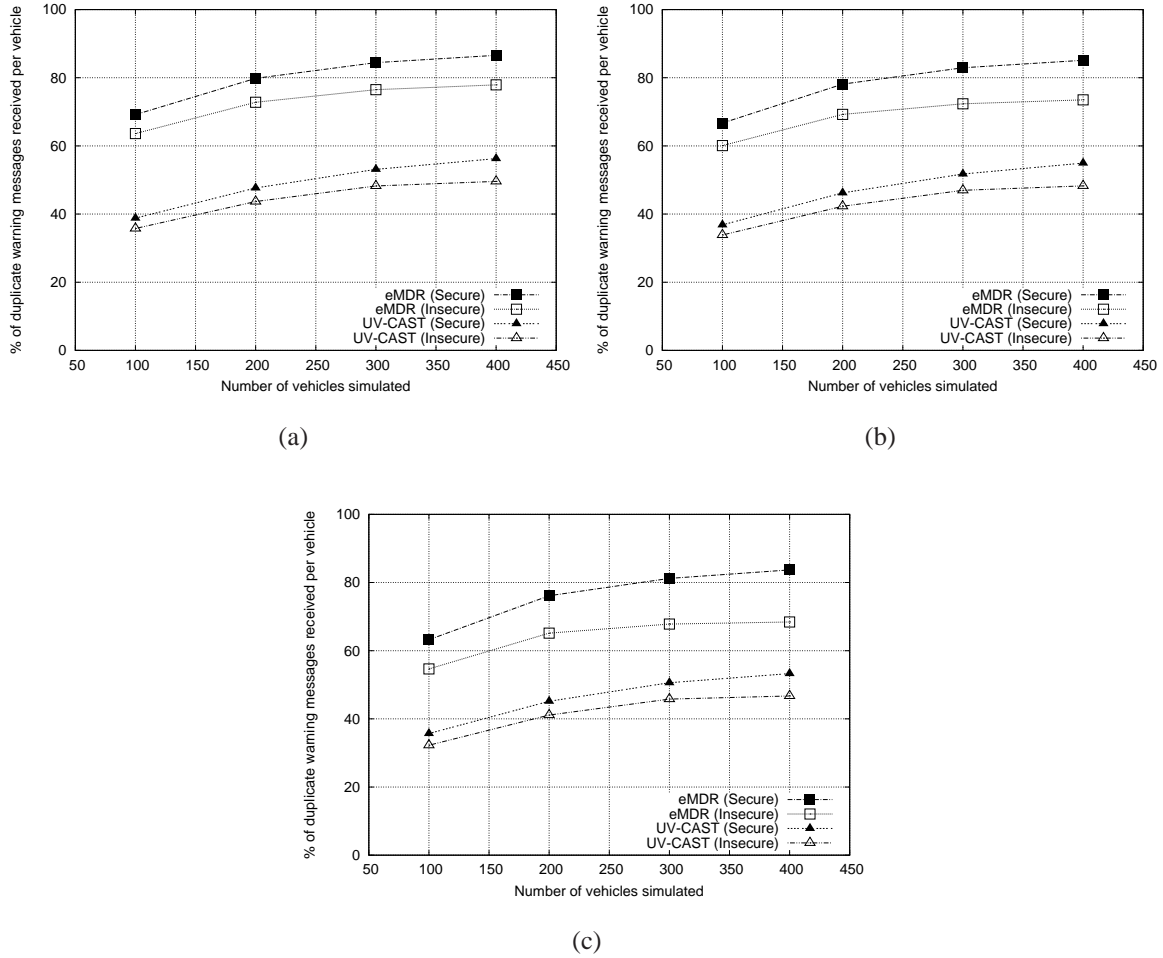 % of duplicate warning messages received per vehicle
100
80
60
40
20
0
eMDR (Secure)
eMDR (Insecure)
UV-CAST (Secure)
UV-CAST (Insecure)
50 100 150 200 250 300 350 400 450
Number of vehicles simulated
(a)
% of duplicate warning messages received per vehicle
100
80
60
40
20
0
eMDR (Secure)
eMDR (Insecure)
UV-CAST (Secure)
UV-CAST (Insecure)
50 100 150 200 250 300 350 400 450
Number of vehicles simulated
(b)
% of duplicate warning messages received per vehicle
100
80
60
40
20
0
eMDR (Secure)
eMDR (Insecure)
UV-CAST (Secure)
UV-CAST (Insecure)
50 100 150 200 250 300 350 400 450
Number of vehicles simulated
(c)